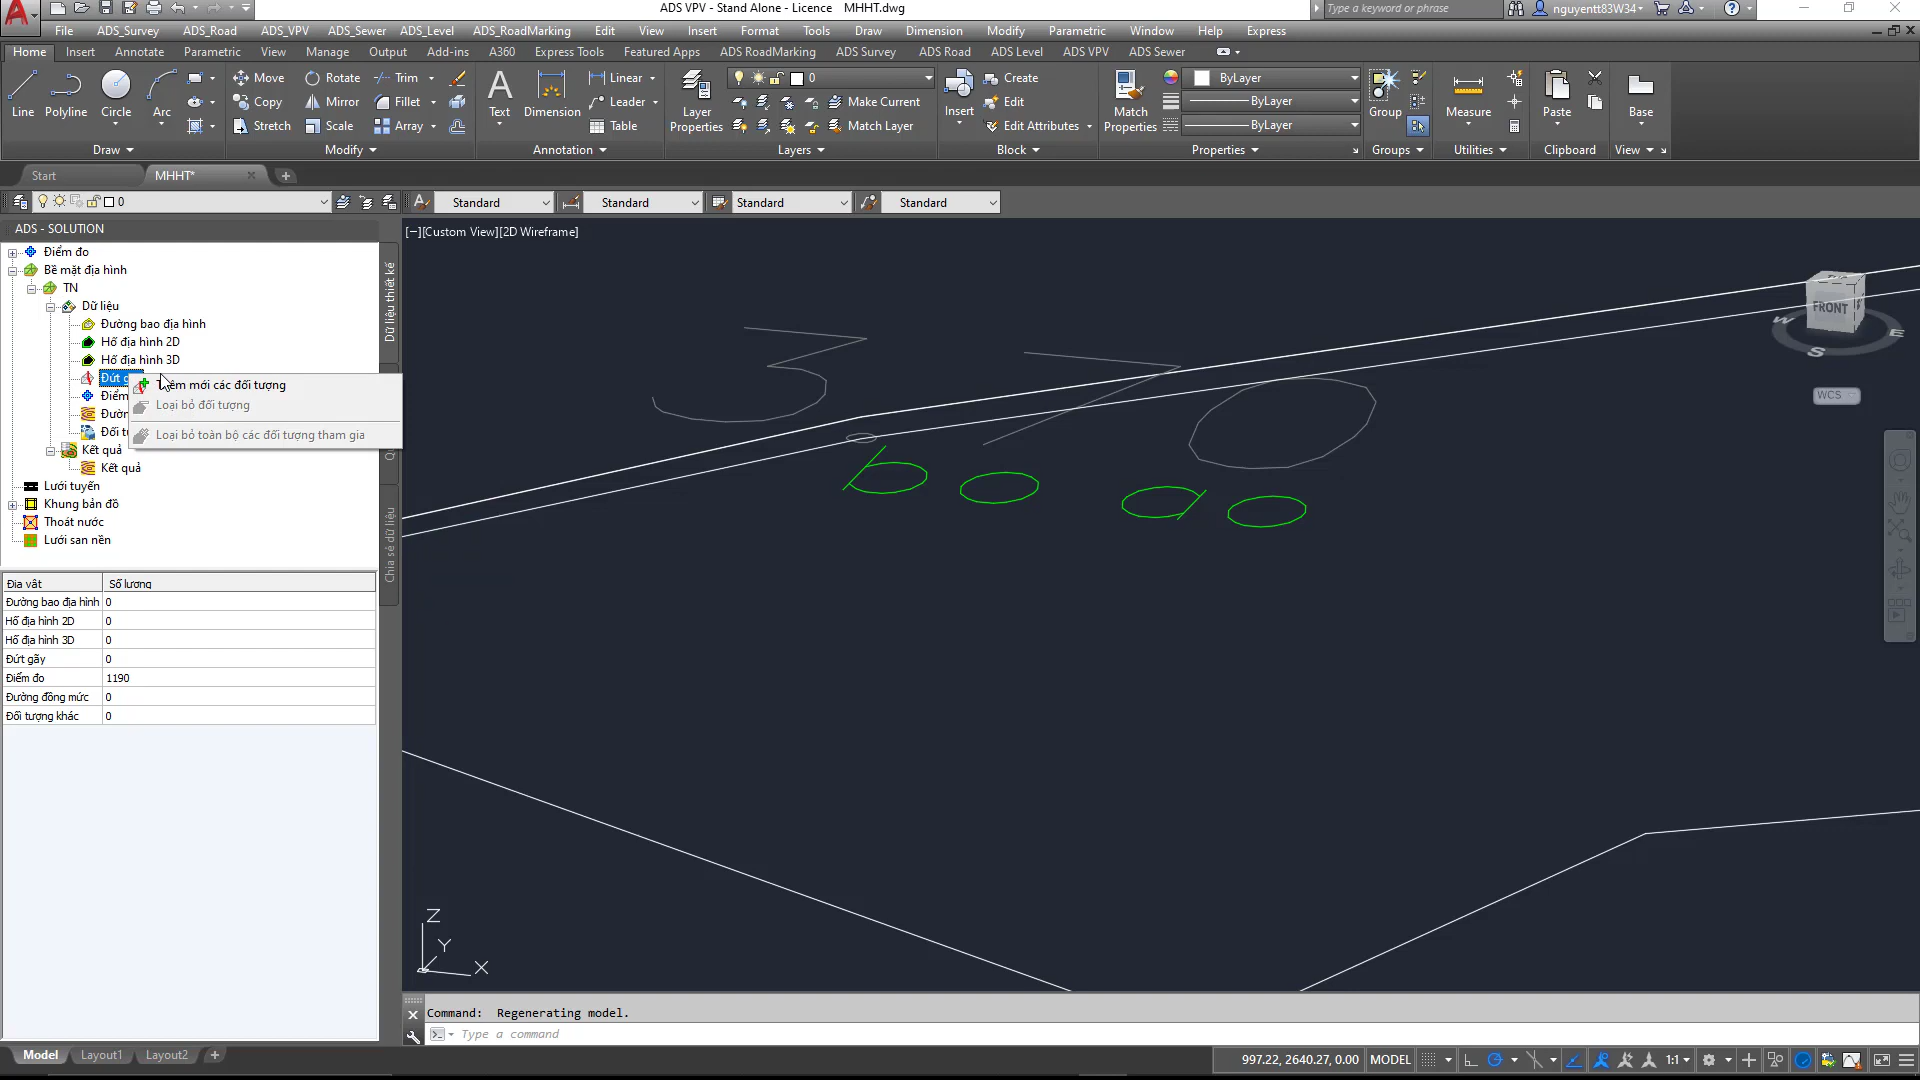 ADS VPV - Stand Alone - Licence   MHHT.dwg
Type a keyword or phrase
nguyentt83W34
File ADS_Survey ADS_Road ADS_VPV ADS_Sewer ADS_Level ADS_RoadMarking Edit View Insert Format Tools Draw Dimension Modify Parametric Window Help Express
Home Insert Annotate Parametric View Manage Output Add-ins A360 Express Tools Featured Apps ADS RoadMarking ADS Survey ADS Road ADS Level ADS VPV ADS Sewer
Line Polyline Circle Arc
Move Rotate Trim
Copy Mirror Fillet
Stretch Scale Array
Text Dimension
Linear
Leader
Table
Layer Properties
0
Make Current
Match Layer
Insert
Create
Edit
Edit Attributes
Match Properties
ByLayer
ByLayer
ByLayer
Group
Measure
Paste
Base
Draw Modify Annotation Layers Block Properties Groups Utilities Clipboard View
Start MHHT*
0 Standard Standard Standard Standard
ADS - SOLUTION
[−][Custom View][2D Wireframe]
Điểm đo
Bề mặt địa hình
TN
Dữ liệu
Đường bao địa hình
Hố địa hình 2D
Hố địa hình 3D
Đứt
Thêm mới các đối tượng
Điểm
Loại bỏ đối tượng
Đườn
Đối t
Loại bỏ toàn bộ các đối tượng tham gia
Kết quả
Kết quả
Lưới tuyến
Khung bản đồ
Thoát nước
Lưới san nền
Dữ liệu thiết kế
Chia sẻ dữ liệu
Địa vật Số lượng
Đường bao địa hình 0
Hố địa hình 2D 0
Hố địa hình 3D 0
Đứt gãy 0
Điểm đo 1190
Đường đồng mức 0
Đối tượng khác 0
FRONT
W S E
WCS
37 0
bo do
Z
Y
X
Command: Regenerating model.
Type a command
Model Layout1 Layout2
997.22, 2640.27, 0.00 MODEL 1:1